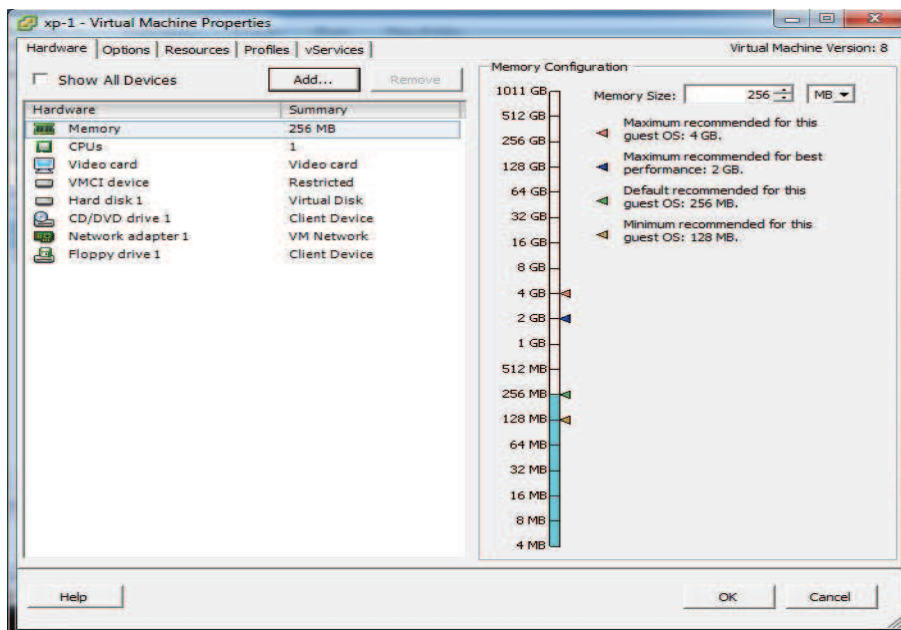 xp-1 - Virtual Machine Properties
Hardware Options Resources Profiles vServices
Virtual Machine Version: 8
Show All Devices
Add...
Remove
Hardware Summary
Memory 256 MB
CPUs 1
Video card Video card
VMCI device Restricted
Hard disk 1 Virtual Disk
CD/DVD drive 1 Client Device
Network adapter 1 VM Network
Floppy drive 1 Client Device
Memory Configuration
1011 GB
512 GB
256 GB
128 GB
64 GB
32 GB
16 GB
8 GB
4 GB
2 GB
1 GB
512 MB
256 MB
128 MB
64 MB
32 MB
16 MB
8 MB
4 MB
Memory Size: 256 MB
Maximum recommended for this
guest OS: 4 GB.
Maximum recommended for best
performance: 2 GB.
Default recommended for this
guest OS: 256 MB.
Minimum recommended for this
guest OS: 128 MB.
Help
OK
Cancel